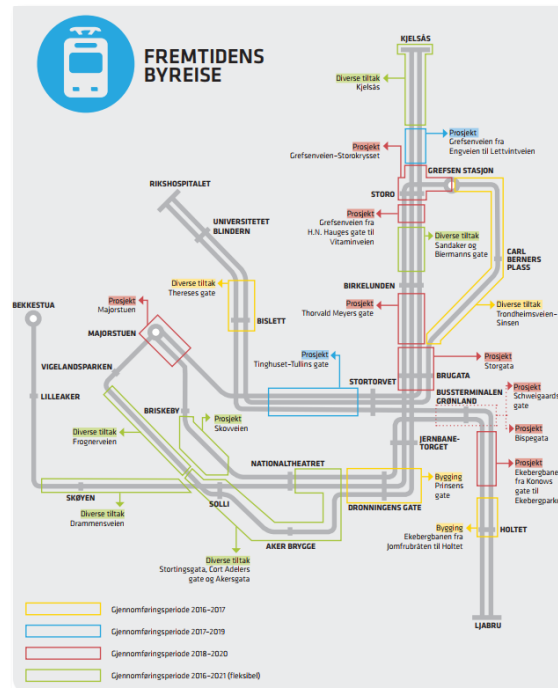 FREMTIDENS
BYREISE
KJELSÅS
Diverse tiltak
Kjelsås
Prosjekt
Grefsenveien fra
Engveien til Lettvintveien
Prosjekt
Grefsenveien-Storokrysset
GREFSEN STASJON
RIKSHOSPITALET
STORO
UNIVERSITETET
BLINDERN
Prosjekt
Grefsenveien fra
H.N. Hauges gate til
Vitaminveien
Diverse tiltak
Sandaker og
Biermanns gate
CARL
BERNERS
PLASS
Diverse tiltak
Thereses gate
BIRKELUNDEN
BEKKESTUA
Prosjekt
Majorstuen
BISLETT
Prosjekt
Thorvald Meyers gate
Diverse tiltak
Trondheimsveien-
Sinsen
MAJORSTUEN
Prosjekt
Tinghuset-Tullins gate
Prosjekt
Storgata
VIGELANDSPARKEN
STORTORVET
BRUGATA
BUSSTERMINALEN
GRØNLAND
Prosjekt
Schweigaards
gate
LILLEAKER
BRISKEBY
Prosjekt
Skovveien
Prosjekt
Bispegata
Diverse tiltak
Frognerveien
JERNBANE-
TORGET
NATIONALTHEATRET
Prosjekt
Ekebergbanen
fra Konows
gate til
Ekebergparken
Bygging
Prinsens
gate
SKØYEN
SOLLI
DRONNINGENS GATE
Diverse tiltak
Drammensveien
AKER BRYGGE
Bygging
Ekebergbanen fra
Jomfrubråten til Holtet
HOLTET
Diverse tiltak
Stortingsgata, Cort Adelers
gate og Akersgata
LJABRU
Gjennomføringsperiode 2016-2017
Gjennomføringsperiode 2017-2019
Gjennomføringsperiode 2018-2020
Gjennomføringsperiode 2016-2021 (fleksibel)